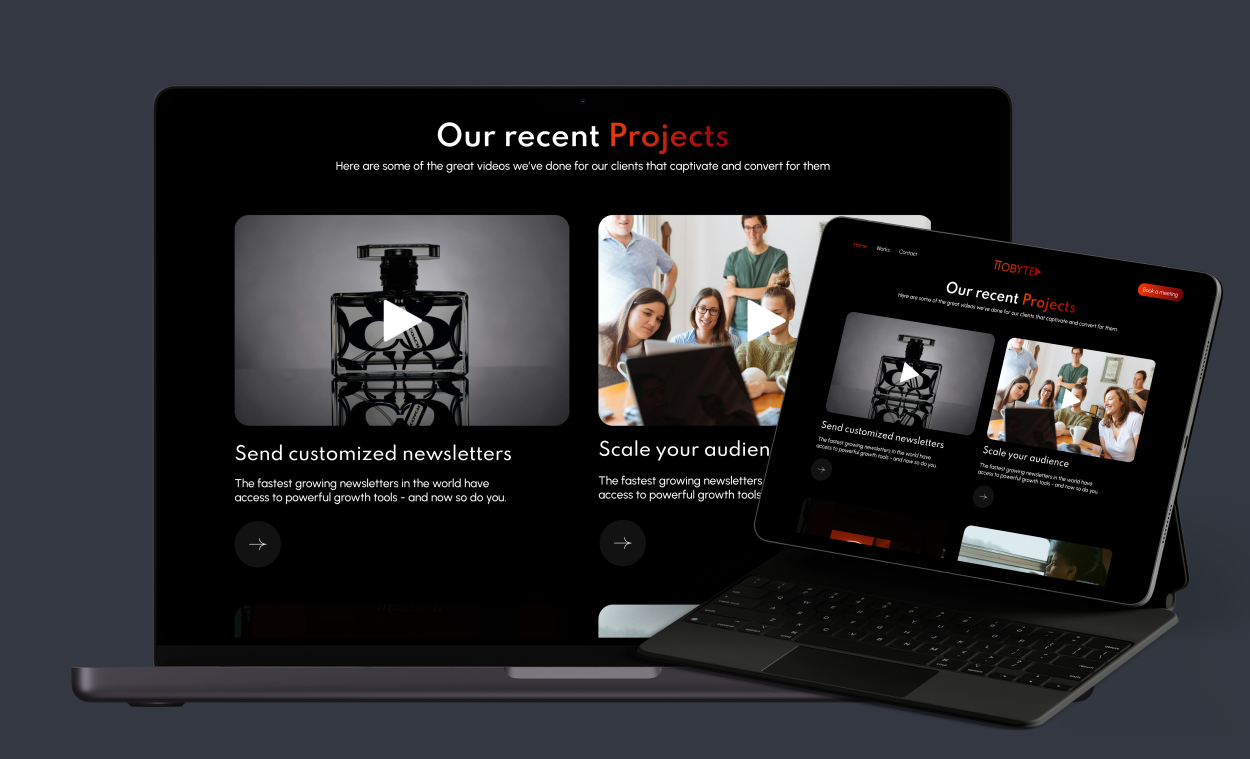 Our recent Projects
Here are some of the great videos we've done for our clients that captivate and convert for them
Send customized newsletters
The fastest growing newsletters in the world have
access to powerful growth tools - and now so do you.
Scale your audien
The fastest growing newsletters
access to powerful growth tools
Home Works Contact
TIOBYTE
Book a meeting
Our recent Projects
Here are some of the great videos we've done for our clients that captivate and convert for them
Send customized newsletters
The fastest growing newsletters in the world have
access to powerful growth tools - and now so do you.
Scale your audience
The fastest growing newsletters in the world have
access to powerful growth tools - and now so do you.